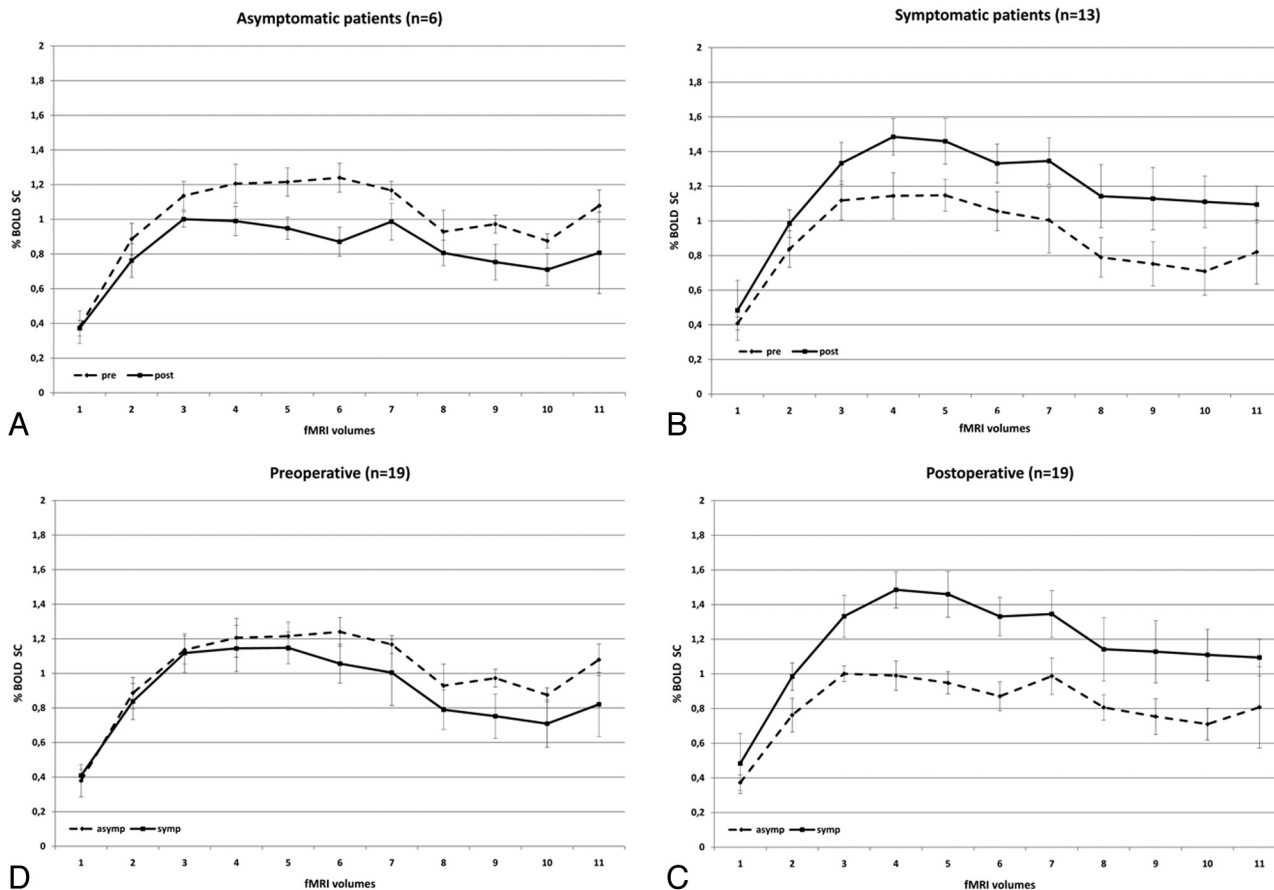 Asymptomatic patients (n=6)
2
1,8
1,6
1,4
1,2
1
0,8
0,6
0,4
0,2
0
% BOLD SC
pre post
1 2 3 4 5 6 7 8 9 10 11
fMRI volumes
A
Symptomatic patients (n=13)
2
1,8
1,6
1,4
1,2
1
0,8
0,6
0,4
0,2
0
% BOLD SC
pre post
1 2 3 4 5 6 7 8 9 10 11
fMRI volumes
B
Preoperative (n=19)
2
1,8
1,6
1,4
1,2
1
0,8
0,6
0,4
0,2
0
% BOLD SC
asymp symp
1 2 3 4 5 6 7 8 9 10 11
fMRI volumes
D
Postoperative (n=19)
2
1,8
1,6
1,4
1,2
1
0,8
0,6
0,4
0,2
0
% BOLD SC
asymp symp
1 2 3 4 5 6 7 8 9 10 11
fMRI volumes
C